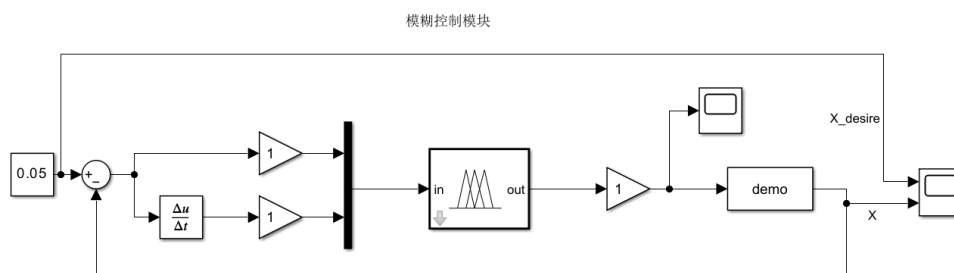 模糊控制模块
X_desire
0.05
+
−
1
Δu
Δt
1
in
out
1
demo
X